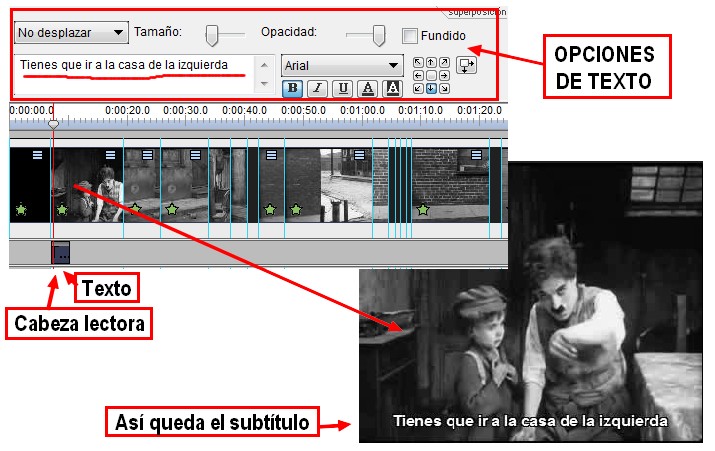 superposición
No desplazar Tamaño: Opacidad: Fundido
Tienes que ir a la casa de la izquierda Arial
B I U A A
OPCIONES
DE TEXTO
0:00:00.0 0:00:20.0 0:00:30.0 0:00:40.0 0:00:50.0 0:01:00.0 0:01:10.0 0:01:20.0
Texto
Cabeza lectora
Así queda el subtítulo
Tienes que ir a la casa de la izquierda